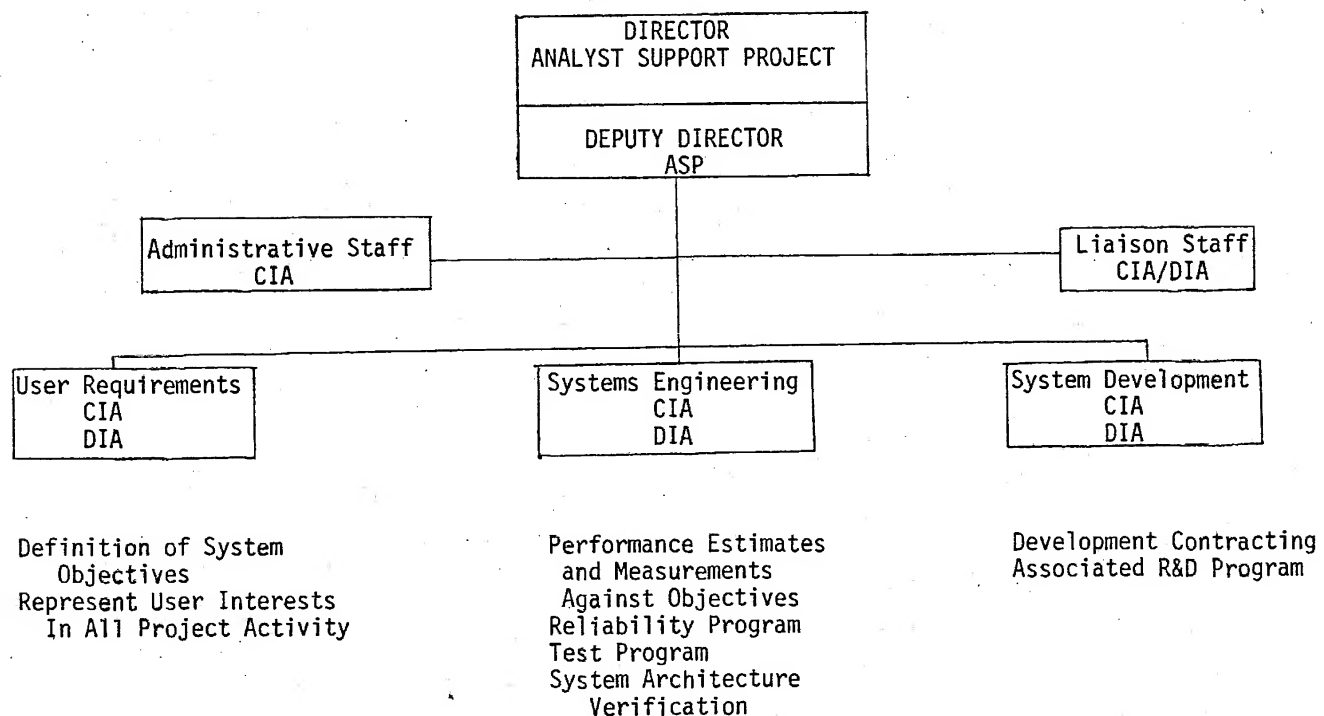 DIRECTOR
ANALYST SUPPORT PROJECT
DEPUTY DIRECTOR
ASP
Administrative Staff
CIA
Liaison Staff
CIA/DIA
User Requirements
CIA
DIA
Systems Engineering
CIA
DIA
System Development
CIA
DIA
Definition of System
Objectives
Represent User Interests
In All Project Activity
Performance Estimates
and Measurements
Against Objectives
Reliability Program
Test Program
System Architecture
Verification
Development Contracting
Associated R&D Program